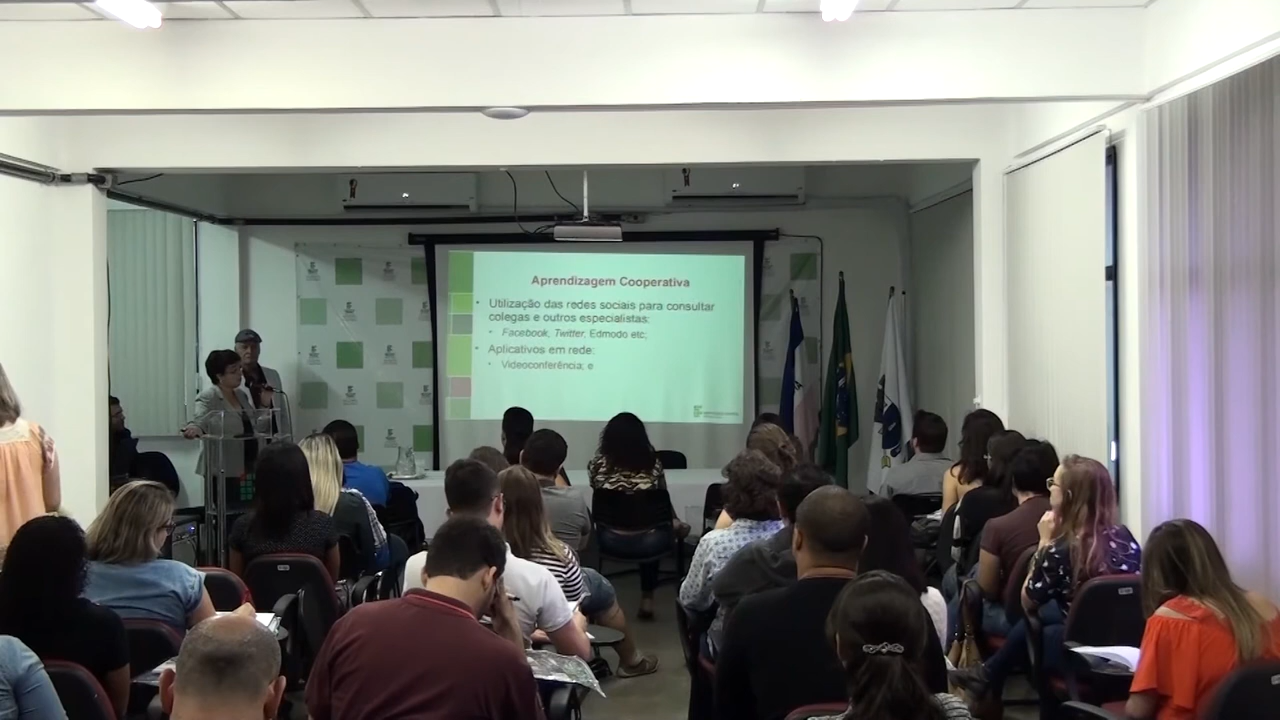 Aprendizagem Cooperativa
• Utilização das redes sociais para consultar
colegas e outros especialistas:
• Facebook, Twitter, Edmodo etc;
• Aplicativos em rede:
• Videoconferência; e